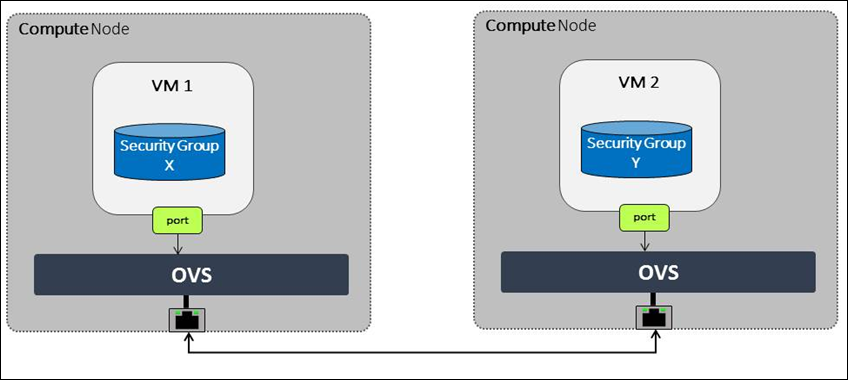 Compute Node
VM 1
Security Group
X
port
OVS
Compute Node
VM 2
Security Group
Y
port
OVS